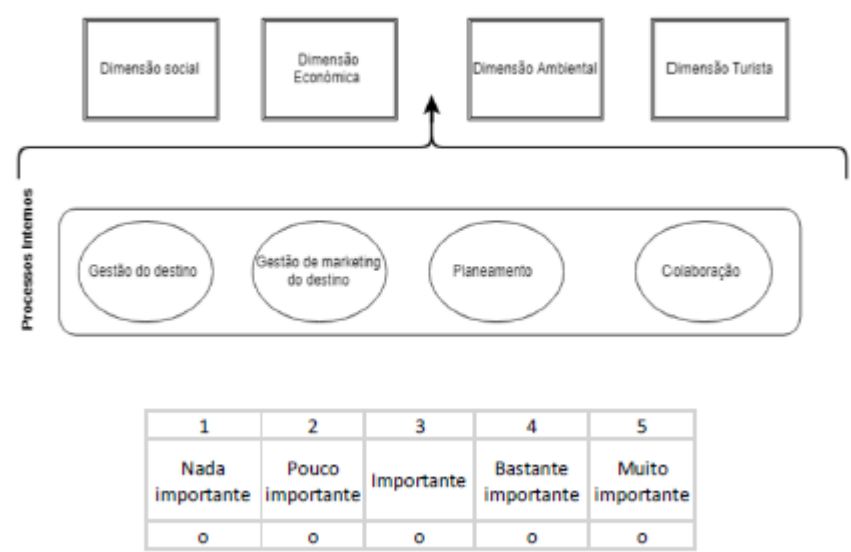 Dimensão social
Dimensão
Económica
Dimensão Ambiental
Dimensão Turista
Processos Internos
Gestão do destino
Gestão de marketing
do destino
Planeamento
Colaboração
1 2 3 4 5
Nada importante Pouco importante Importante Bastante importante Muito importante
o o o o o